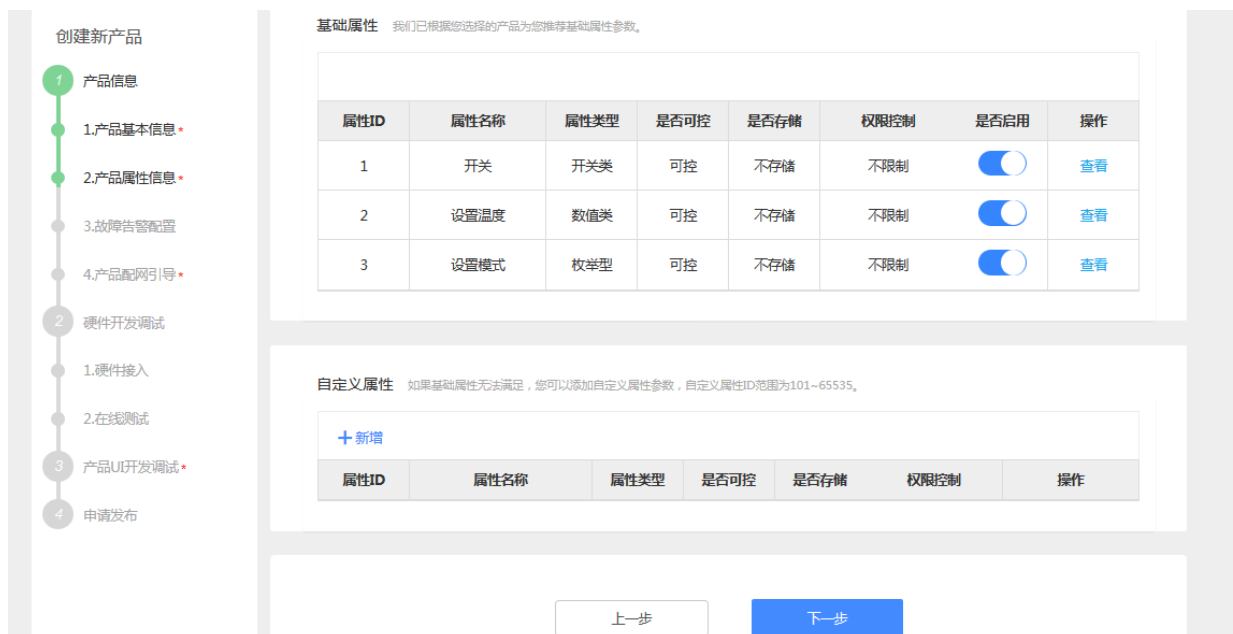 创建新产品
1 产品信息
1.产品基本信息*
2.产品属性信息*
3.故障告警配置
4.产品配网引导*
2 硬件开发调试
1.硬件接入
2.在线测试
3 产品UI开发调试*
4 申请发布
基础属性 我们已根据您选择的产品为您推荐基础属性参数。
属性ID 属性名称 属性类型 是否可控 是否存储 权限控制 是否启用 操作
1 开关 开关类 可控 不存储 不限制 查看
2 设置温度 数值类 可控 不存储 不限制 查看
3 设置模式 枚举型 可控 不存储 不限制 查看
自定义属性 如果基础属性无法满足，您可以添加自定义属性参数，自定义属性ID范围为101~65535。
+新增
属性ID 属性名称 属性类型 是否可控 是否存储 权限控制 操作
上一步 下一步